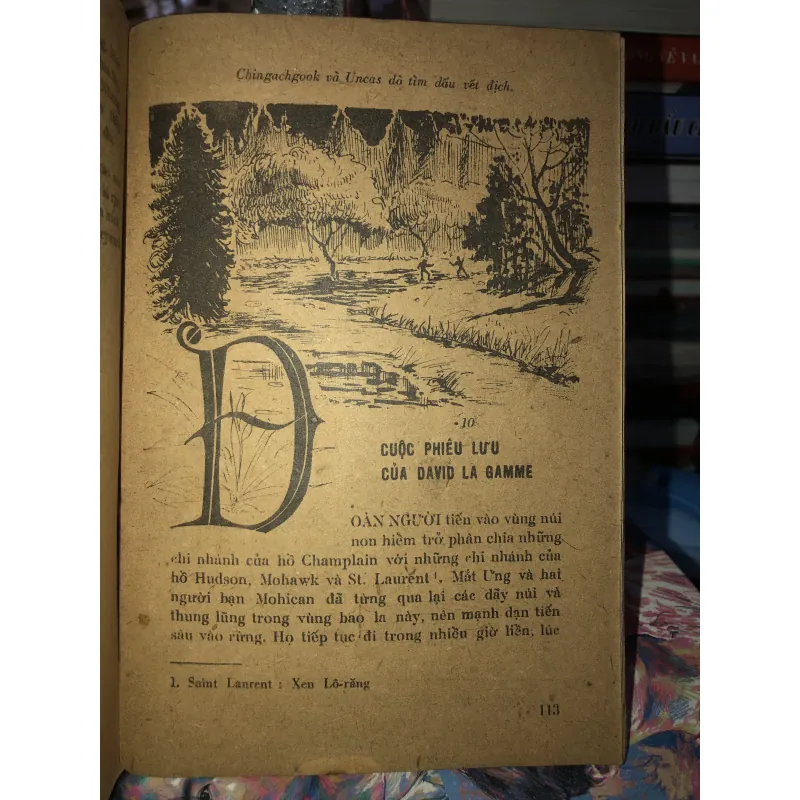 Chingachgook và Uncas dò tìm dấu vết địch.
10
CUỘC PHIÊU LƯU
CỦA DAVID LA GAMME
ĐOÀN NGƯỜI tiến vào vùng núi
non hiểm trở phân chia những
chi nhánh của hồ Champlain với những chi nhánh của
hồ Hudson, Mohawk và St. Laurent¹. Mắt Ưng và hai
người bạn Mohican đã từng qua lại các dãy núi và
thung lũng trong vùng bao la này, nên mạnh dạn tiến
sâu vào rừng. Họ tiếp tục đi trong nhiều giờ liền, lúc
1. Saint Laurent : Xen Lô-răng
113